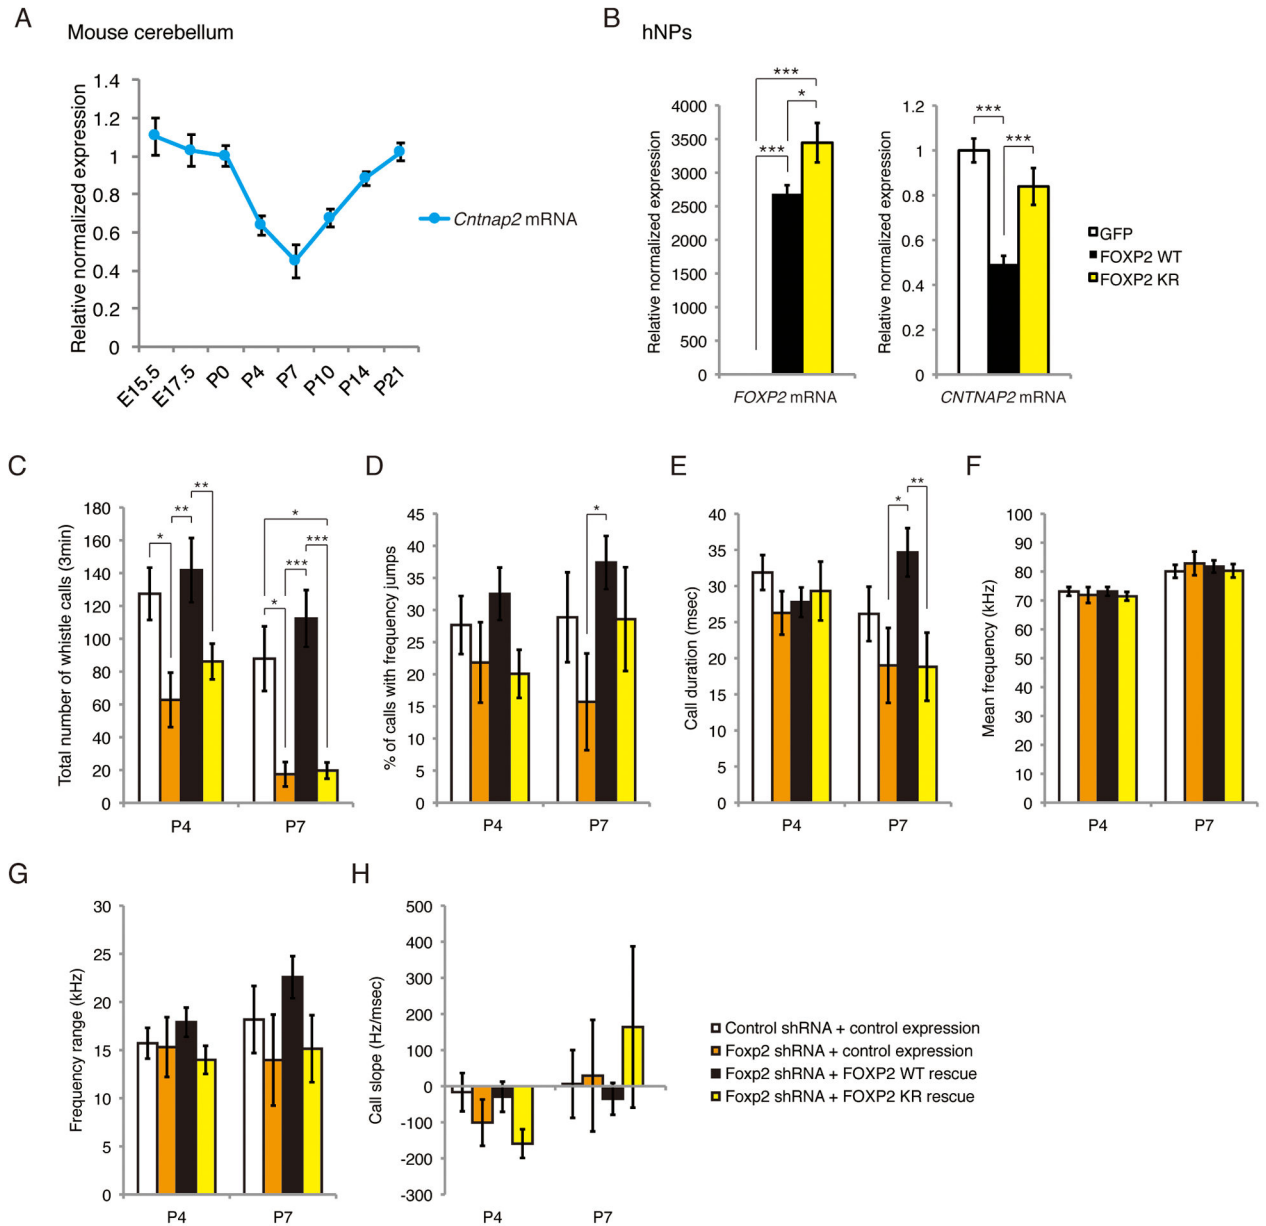 A
Mouse cerebellum
Relative normalized expression
1.4
1.2
1
0.8
0.6
0.4
0.2
0
E15.5
E17.5
P0
P4
P7
P10
P14
P21
Cntnap2 mRNA
B
hNPs
Relative normalized expression
4000
3500
3000
2500
2000
1500
1000
500
0
***
*
***
FOXP2 mRNA
Relative normalized expression
1.2
1
0.8
0.6
0.4
0.2
0
***
***
CNTNAP2 mRNA
GFP
FOXP2 WT
FOXP2 KR
C
Total number of whistle calls (3min)
180
160
140
120
100
80
60
40
20
0
*
**
**
*
***
***
*
P4
P7
D
% of calls with frequency jumps
45
40
35
30
25
20
15
10
5
0
*
P4
P7
E
Call duration (msec)
40
35
30
25
20
15
10
5
0
*
**
P4
P7
F
Mean frequency (kHz)
100
90
80
70
60
50
40
30
20
10
0
P4
P7
G
Frequency range (kHz)
30
25
20
15
10
5
0
P4
P7
H
Call slope (Hz/msec)
500
400
300
200
100
0
-100
-200
-300
P4
P7
Control shRNA + control expression
Foxp2 shRNA + control expression
Foxp2 shRNA + FOXP2 WT rescue
Foxp2 shRNA + FOXP2 KR rescue